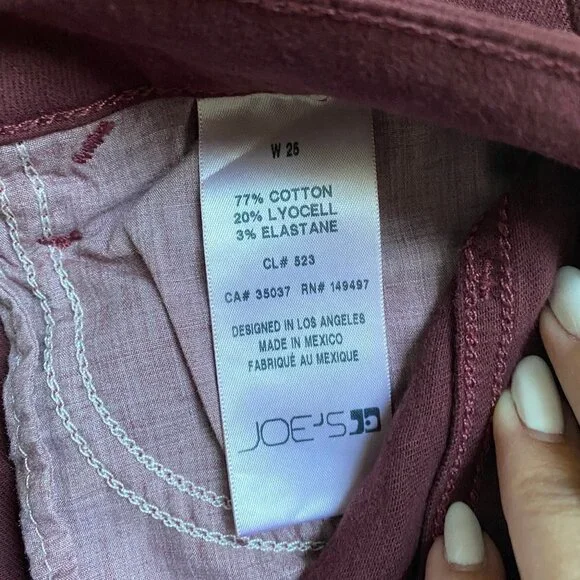 W 25
77% COTTON
20% LYOCELL
3% ELASTANE
CL# 523
CA# 35037 RN# 149497
DESIGNED IN LOS ANGELES
MADE IN MEXICO
FABRIQUÉ AU MEXIQUE
JOE'S